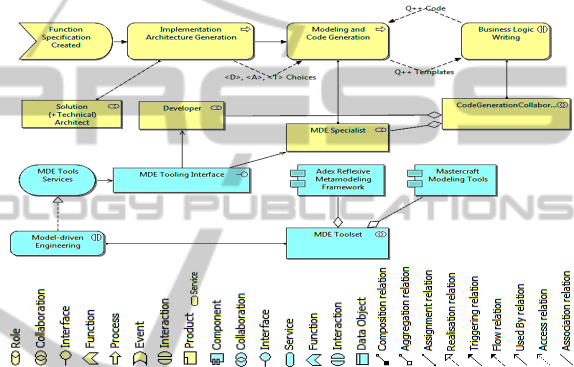 Function
Specification
Created
Implementation
Architecture Generation
Modeling and
Code Generation
Q++ Code
Business Logic
Writing
<D>, <A>, <T> Choices
Q++ Templates
Solution
(+Technical)
Architect
Developer
CodeGenerationCollabor...
MDE Specialist
MDE Tools
Services
MDE Tooling Interface
Adex Reflexive
Metamodeling
Framework
Mastercraft
Modeling Tools
Model-driven
Engineering
MDE Toolset
PRESS
OLOGY PUBLICATIONS
Role
Collaboration
Interface
Function
Process
Event
Interaction
Product
Service
Component
Collaboration
Interface
Service
Function
Interaction
Data Object
Composition relation
Aggregation relation
Assignment relation
Realisation relation
Triggering relation
Flow relation
Used By relation
Access relation
Association relation